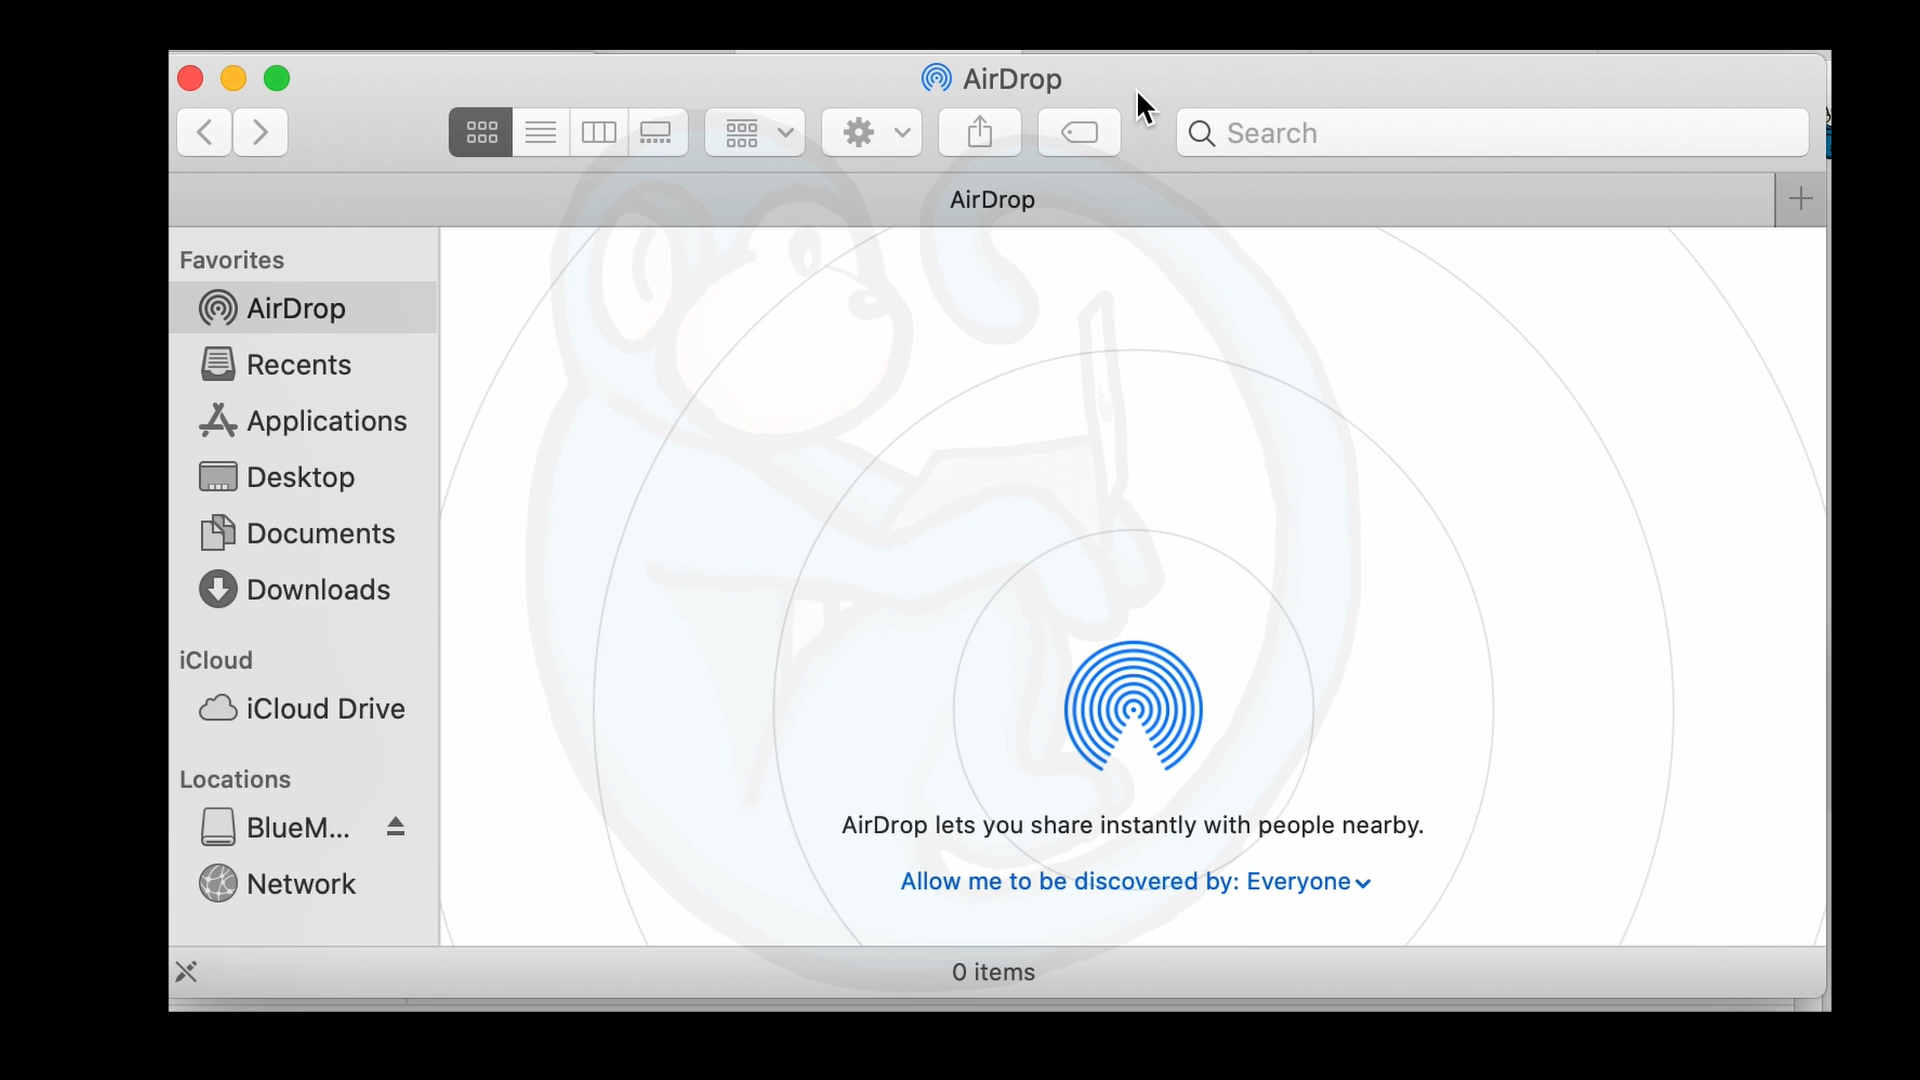 AirDrop
Search
AirDrop
Favorites
AirDrop
Recents
Applications
Desktop
Documents
Downloads
iCloud
iCloud Drive
Locations
BlueM...
Network
AirDrop lets you share instantly with people nearby.
Allow me to be discovered by: Everyone
0 items